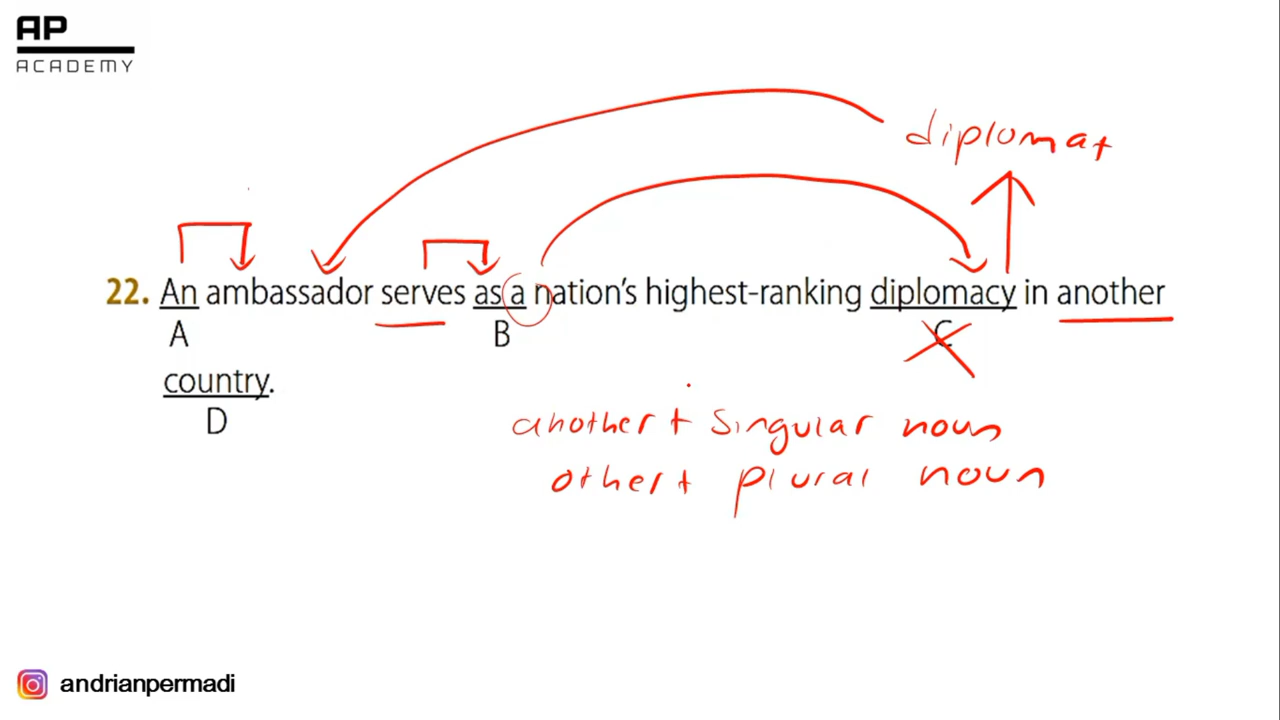 AP
ACADEMY
diplomat
22. An ambassador serves as a nation's highest-ranking diplomacy in another
A B C
country.
D
another + singular noun
other + plural noun
andrianpermadi